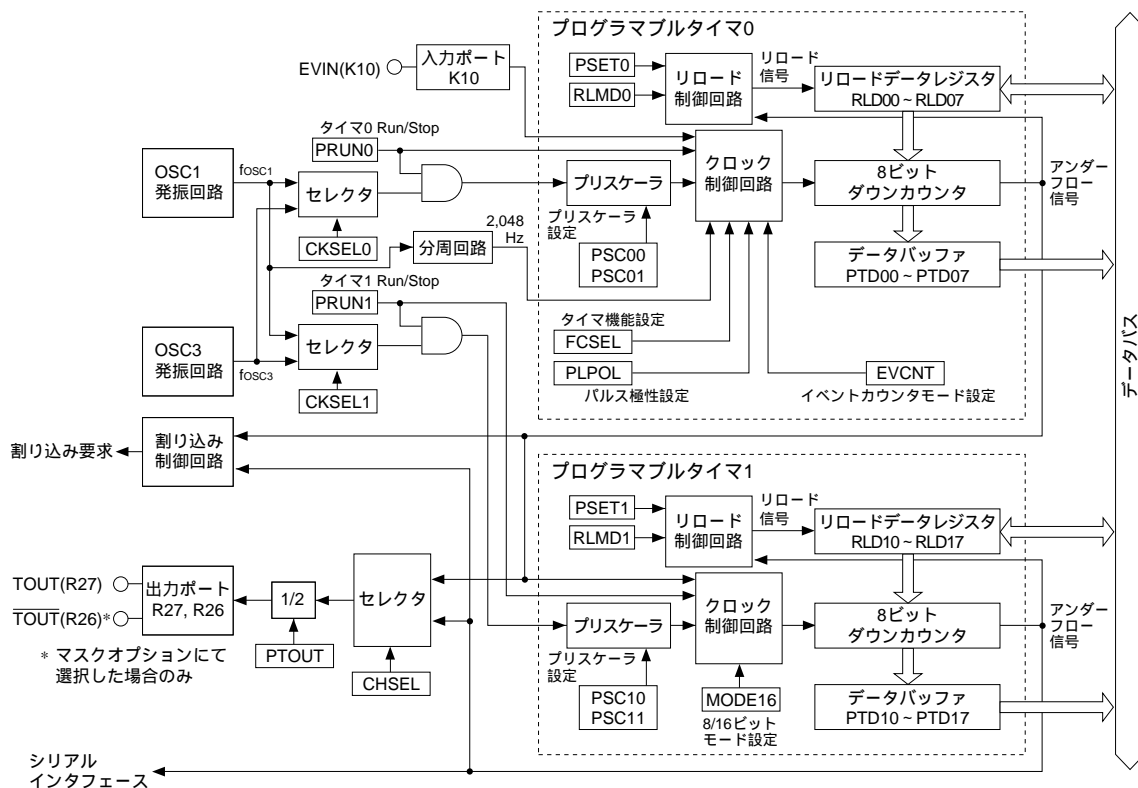 プログラマブルタイマ0
EVIN(K10)
入力ポート
K10
PSET0
RLMD0
リロード
制御回路
リロード
信号
リロードデータレジスタ
RLD00 ~ RLD07
タイマ0 Run/Stop
PRUN0
OSC1
発振回路
fOSC1
セレクタ
CKSEL0
プリスケーラ
プリスケーラ
設定
PSC00
PSC01
クロック
制御回路
8ビット
ダウンカウンタ
アンダー
フロー
信号
分周回路
2,048
Hz
データバッファ
PTD00 ~ PTD07
タイマ1 Run/Stop
PRUN1
OSC3
発振回路
fOSC3
セレクタ
CKSEL1
タイマ機能設定
FCSEL
PLPOL
パルス極性設定
EVCNT
イベントカウンタモード設定
データバス
割り込み要求
割り込み
制御回路
プログラマブルタイマ1
PSET1
RLMD1
リロード
制御回路
リロード
信号
リロードデータレジスタ
RLD10 ~ RLD17
TOUT(R27)
TOUT(R26)*
出力ポート
R27, R26
1/2
PTOUT
セレクタ
CHSEL
* マスクオプションにて
選択した場合のみ
プリスケーラ
プリスケーラ
設定
PSC10
PSC11
クロック
制御回路
MODE16
8/16ビット
モード設定
8ビット
ダウンカウンタ
アンダー
フロー
信号
データバッファ
PTD10 ~ PTD17
シリアル
インタフェース